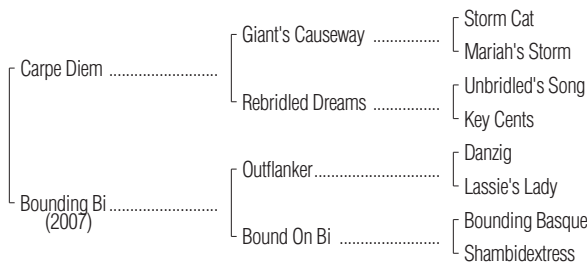 Storm Cat
Giant's Causeway ................
Mariah's Storm
Carpe Diem ..........................
Unbridled's Song
Rebridled Dreams ............
Key Cents
Danzig
Outflanker........................
Lassie's Lady
Bounding Bi..........................
(2007)
Bounding Basque
Bound On Bi ..................
Shambidextress